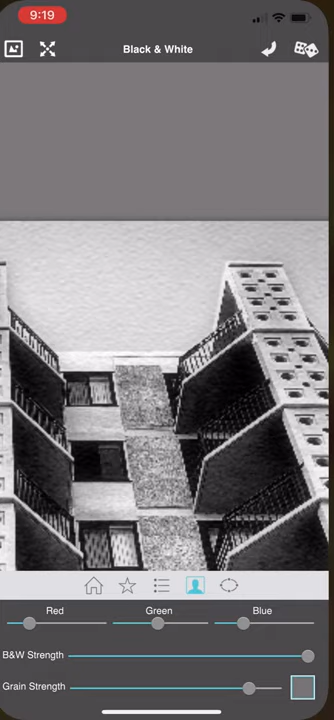 9:19
Black & White
Red Green Blue
B&W Strength
Grain Strength